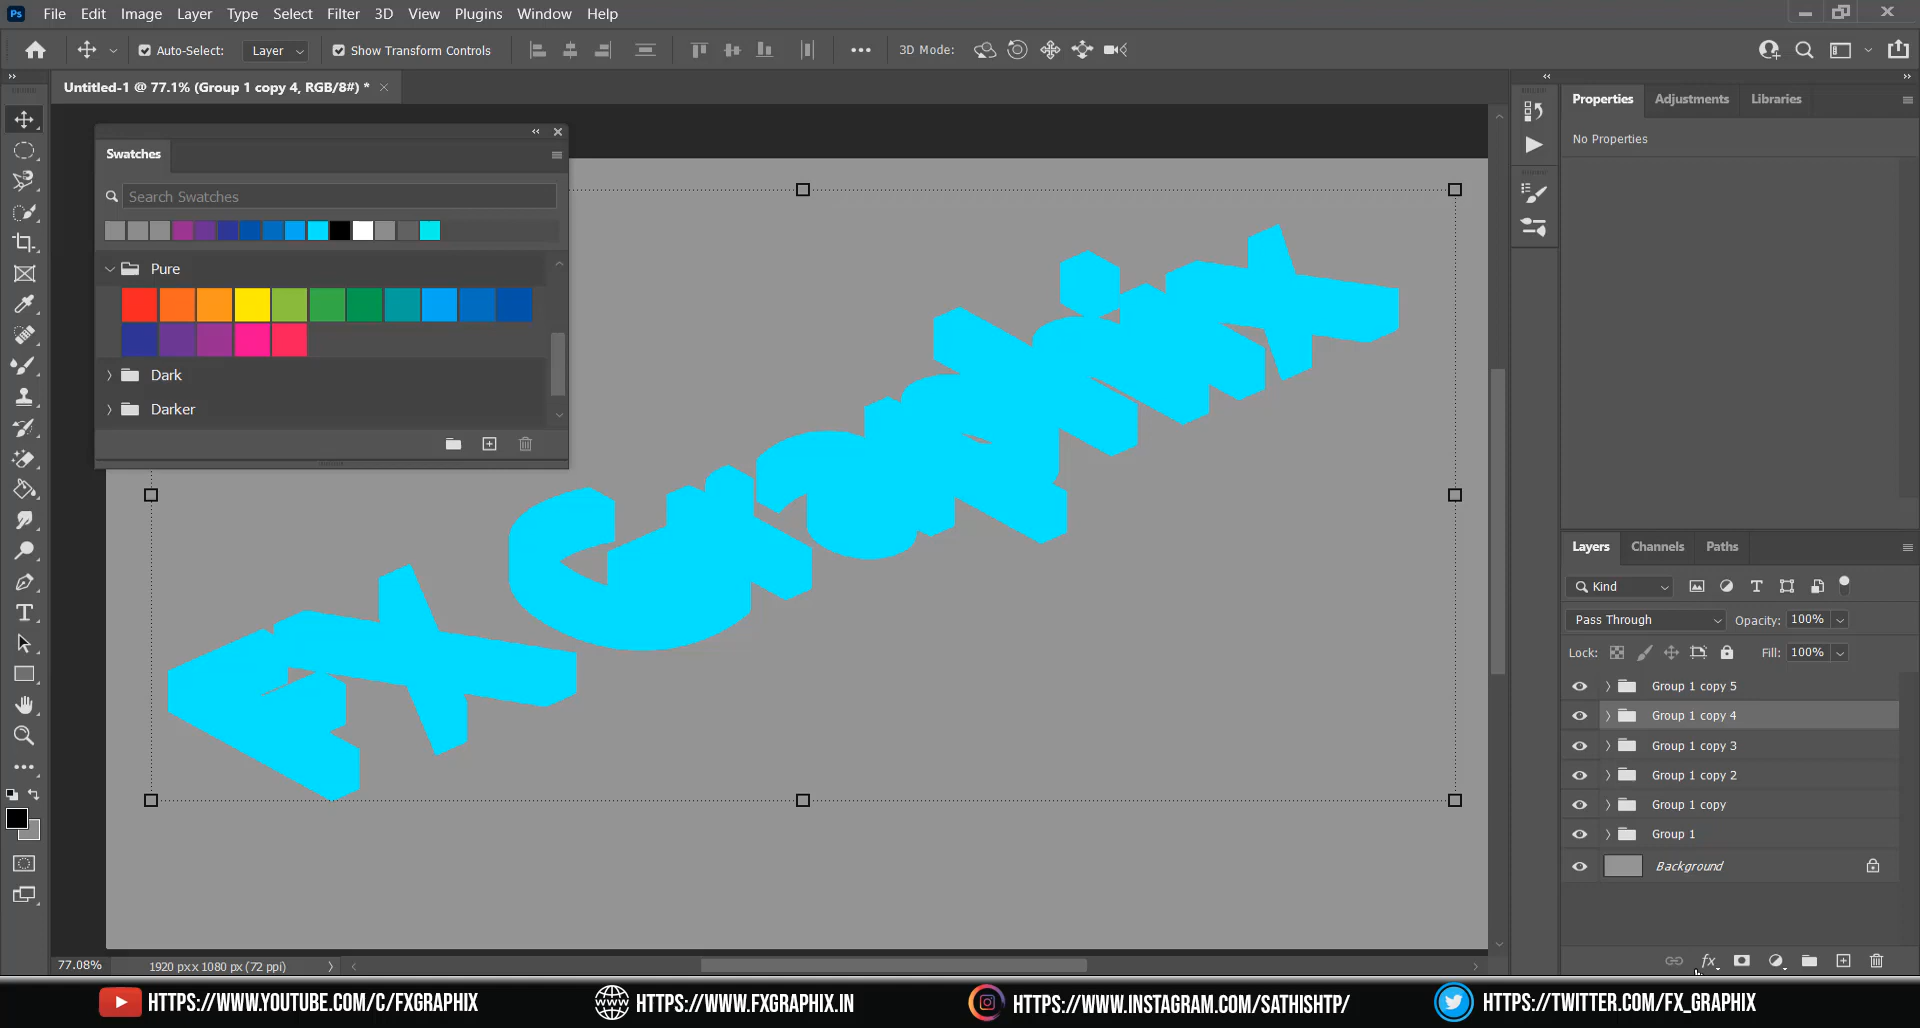 Ps File Edit Image Layer Type Select Filter 3D View Plugins Window Help
Auto-Select: Layer Show Transform Controls 3D Mode:
Untitled-1 @ 77.1% (Group 1 copy 4, RGB/8#) *
Swatches
Search Swatches
Pure
Dark
Darker
Properties Adjustments Libraries
No Properties
Layers Channels Paths
Kind
Pass Through Opacity: 100%
Lock: Fill: 100%
Group 1 copy 5
Group 1 copy 4
Group 1 copy 3
Group 1 copy 2
Group 1 copy
Group 1
Background
fx
77.08% 1920 px x 1080 px (72 ppi)
HTTPS://WWW.YOUTUBE.COM/C/FXGRAPHIX HTTPS://WWW.FXGRAPHIX.IN HTTPS://WWW.INSTAGRAM.COM/SATHISHTP/ HTTPS://TWITTER.COM/FX_GRAPHIX